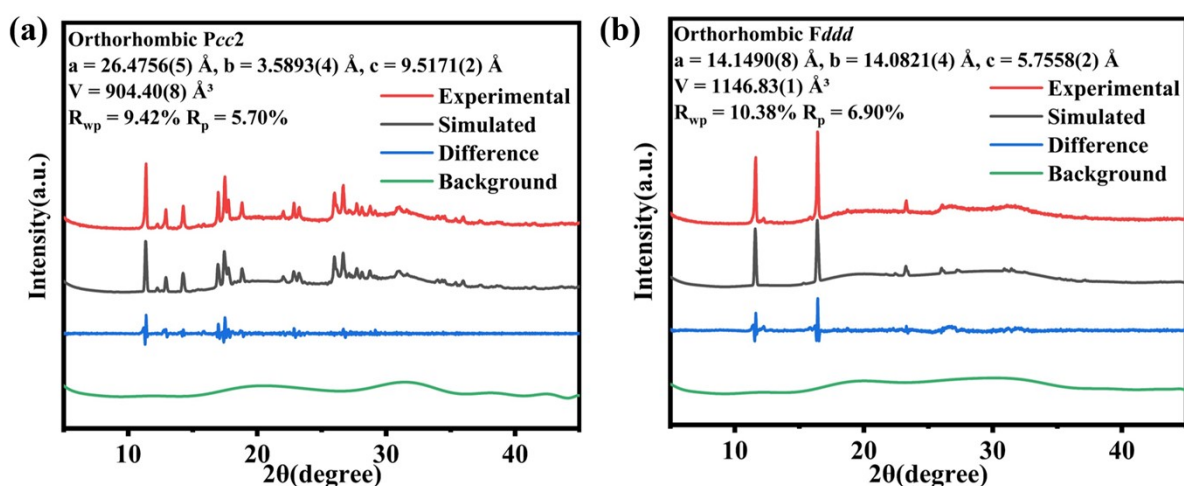 (a)
Orthorhombic Pcc2
a = 26.4756(5) Å, b = 3.5893(4) Å, c = 9.5171(2) Å
V = 904.40(8) Å³
Rwp = 9.42% Rp = 5.70%
Experimental
Simulated
Difference
Background
Intensity(a.u.)
10 20 30 40
2θ(degree)
(b)
Orthorhombic Fddd
a = 14.1490(8) Å, b = 14.0821(4) Å, c = 5.7558(2) Å
V = 1146.83(1) Å³
Rwp = 10.38% Rp = 6.90%
Experimental
Simulated
Difference
Background
Intensity(a.u.)
10 20 30 40
2θ(degree)